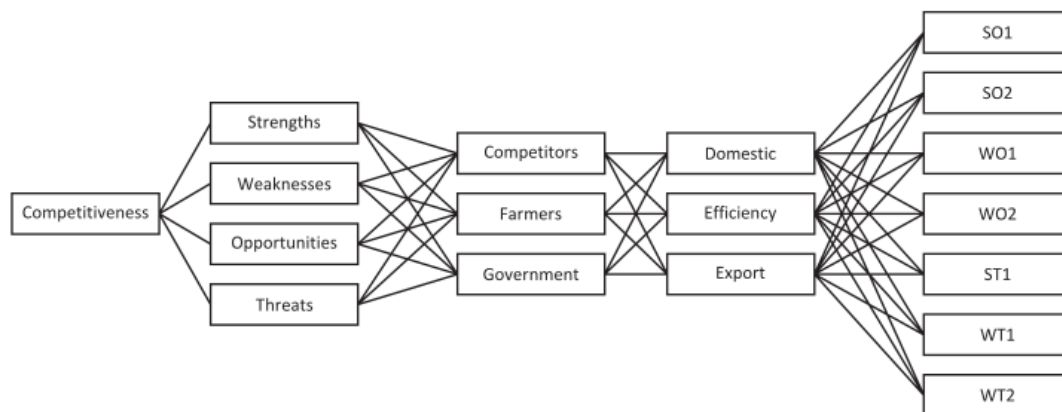 Competitiveness
Strengths
Weaknesses
Opportunities
Threats
Competitors
Farmers
Government
Domestic
Efficiency
Export
SO1
SO2
WO1
WO2
ST1
WT1
WT2